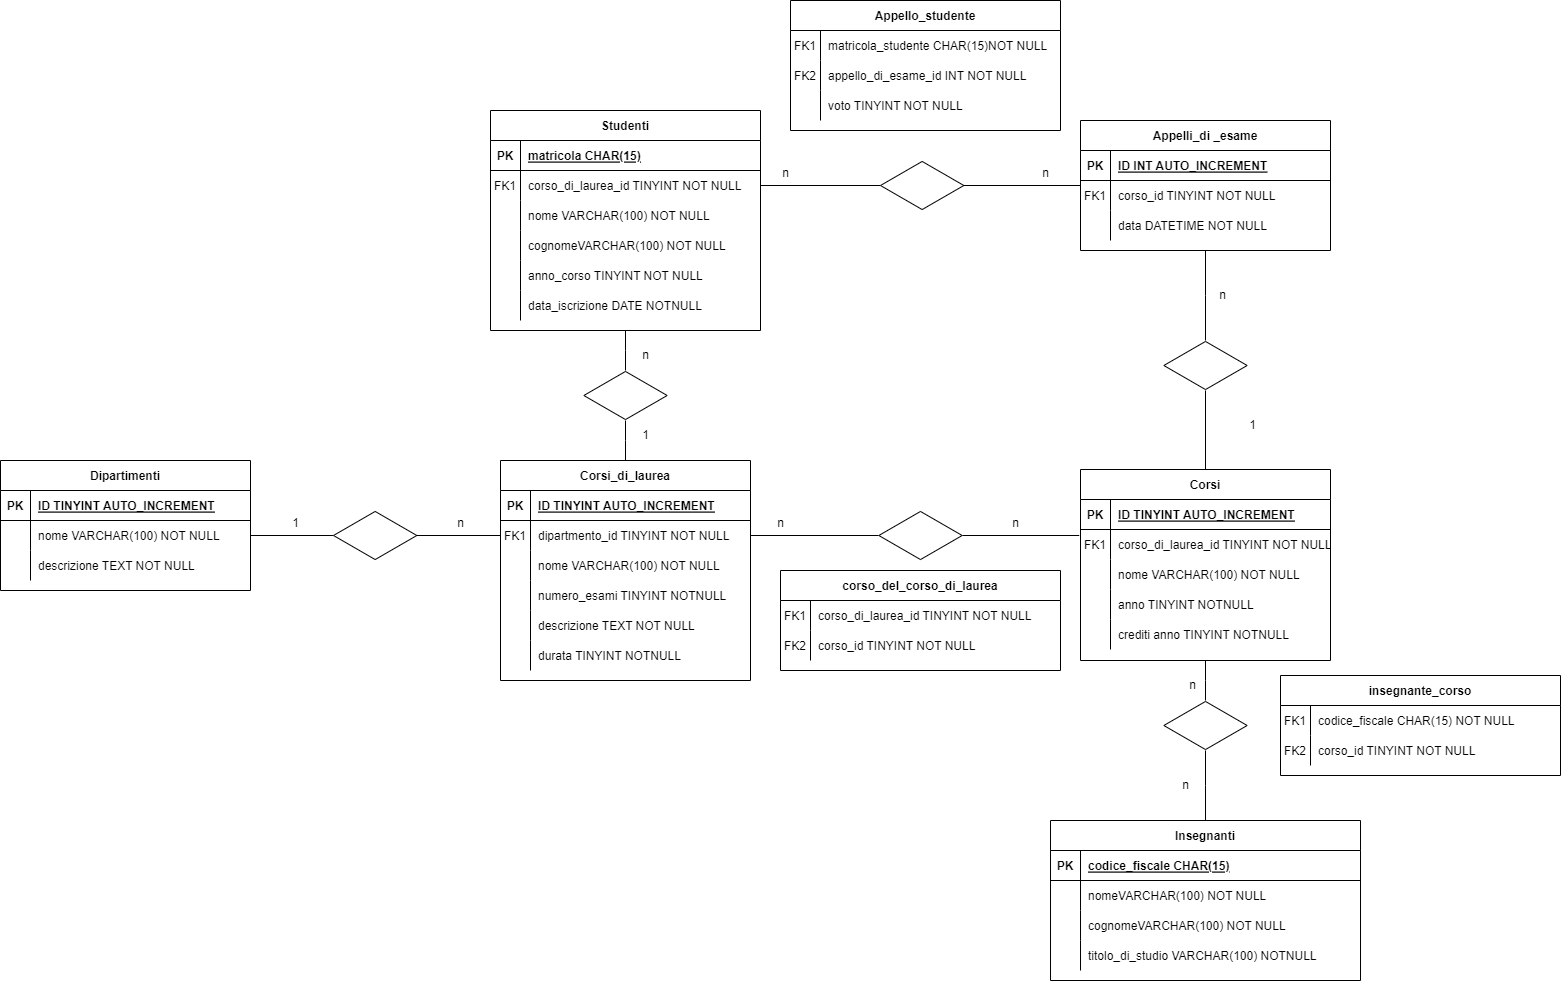 Appello_studente
FK1 matricola_studente CHAR(15)NOT NULL
FK2 appello_di_esame_id INT NOT NULL
voto TINYINT NOT NULL
Studenti
PK matricola CHAR(15)
FK1 corso_di_laurea_id TINYINT NOT NULL
nome VARCHAR(100) NOT NULL
cognomeVARCHAR(100) NOT NULL
anno_corso TINYINT NOT NULL
data_iscrizione DATE NOTNULL
n
n
Appelli_di _esame
PK ID INT AUTO_INCREMENT
FK1 corso_id TINYINT NOT NULL
data DATETIME NOT NULL
n
1
n
1
Dipartimenti
PK ID TINYINT AUTO_INCREMENT
nome VARCHAR(100) NOT NULL
descrizione TEXT NOT NULL
1
n
Corsi_di_laurea
PK ID TINYINT AUTO_INCREMENT
FK1 dipartmento_id TINYINT NOT NULL
nome VARCHAR(100) NOT NULL
numero_esami TINYINT NOTNULL
descrizione TEXT NOT NULL
durata TINYINT NOTNULL
n
n
corso_del_corso_di_laurea
FK1 corso_di_laurea_id TINYINT NOT NULL
FK2 corso_id TINYINT NOT NULL
Corsi
PK ID TINYINT AUTO_INCREMENT
FK1 corso_di_laurea_id TINYINT NOT NULL
nome VARCHAR(100) NOT NULL
anno TINYINT NOTNULL
crediti anno TINYINT NOTNULL
n
n
insegnante_corso
FK1 codice_fiscale CHAR(15) NOT NULL
FK2 corso_id TINYINT NOT NULL
Insegnanti
PK codice_fiscale CHAR(15)
nomeVARCHAR(100) NOT NULL
cognomeVARCHAR(100) NOT NULL
titolo_di_studio VARCHAR(100) NOTNULL